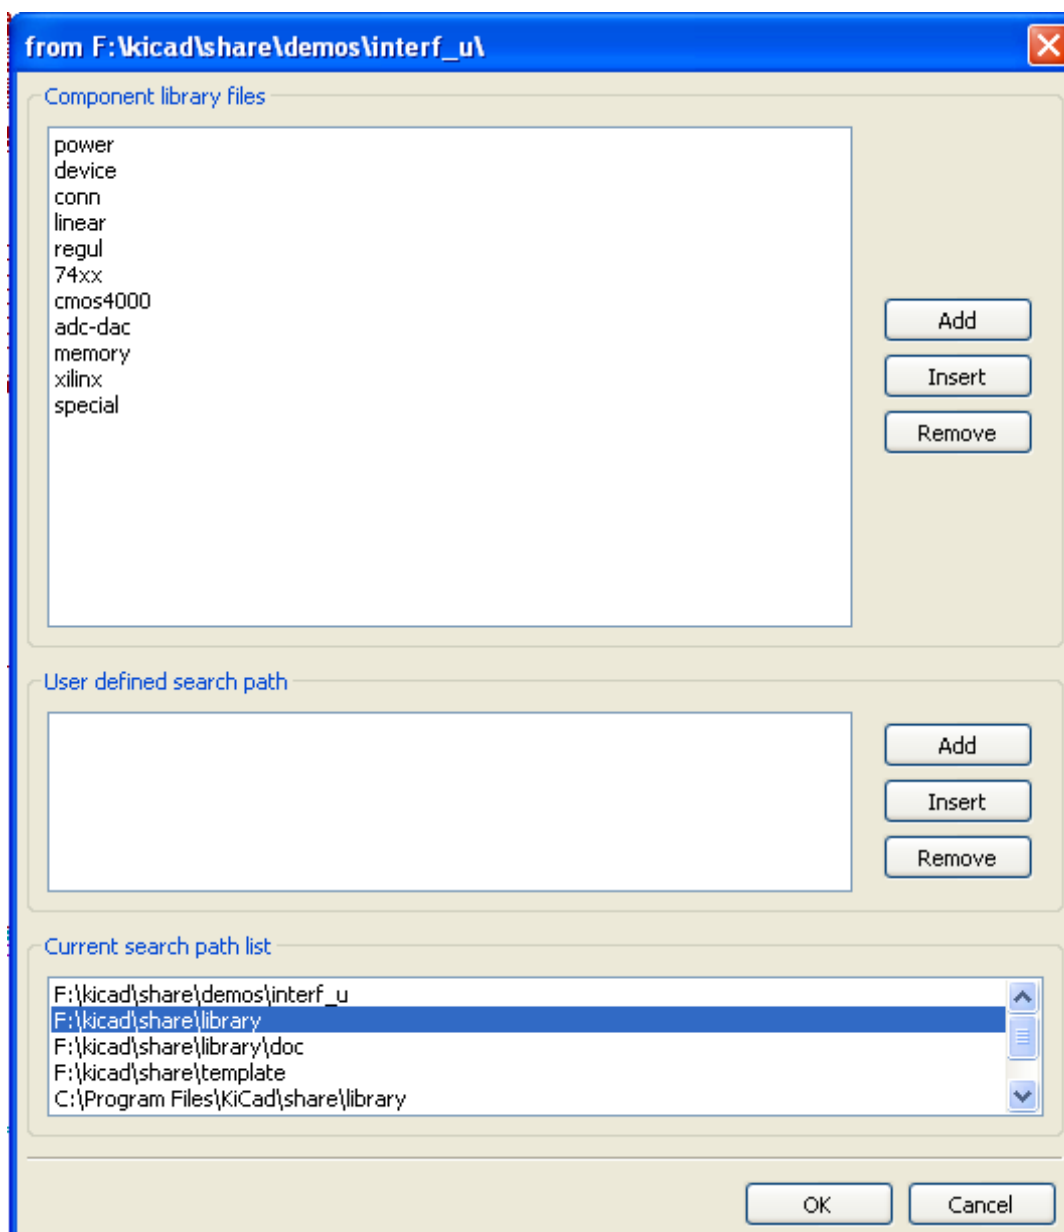 from F:\kicad\share\demos\interf_u\
Component library files
power
device
conn
linear
regul
74xx
cmos4000
adc-dac
memory
xilinx
special
Add
Insert
Remove
User defined search path
Add
Insert
Remove
Current search path list
F:\kicad\share\demos\interf_u
F:\kicad\share\library
F:\kicad\share\library\doc
F:\kicad\share\template
C:\Program Files\KiCad\share\library
OK Cancel